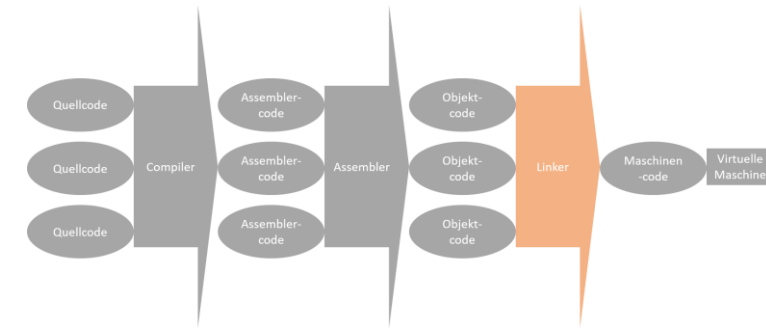 Quellcode
Quellcode
Quellcode
Compiler
Assembler-
code
Assembler-
code
Assembler-
code
Assembler
Objekt-
code
Objekt-
code
Objekt-
code
Linker
Maschinen
-code
Virtuelle
Maschine